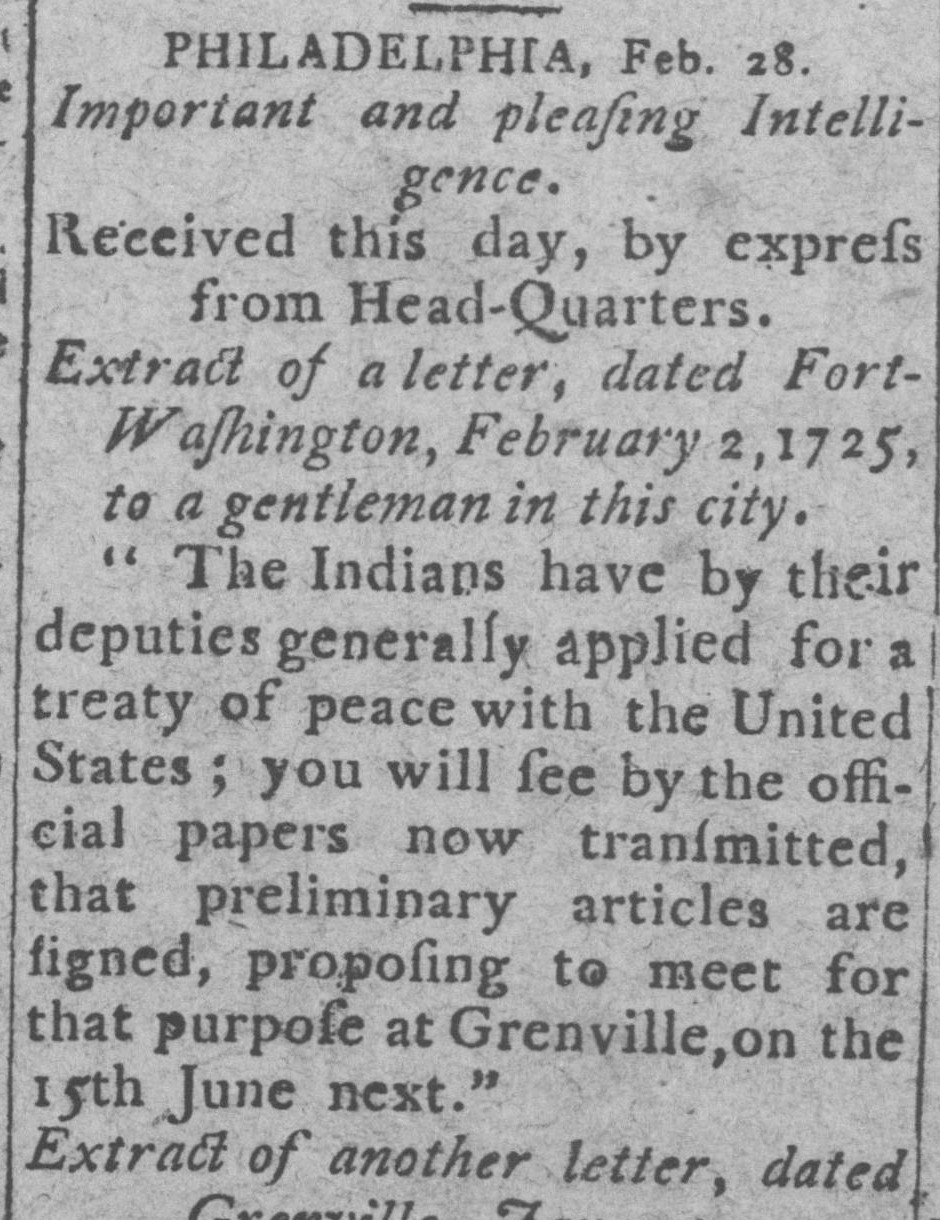 PHILADELPHIA, Feb. 28.
Important and pleaſing Intelli-
gence.
Received this day, by expreſs
from Head-Quarters.
Extract of a letter, dated Fort-
Waſhington, February 2, 1725,
to a gentleman in this city.
“ The Indians have by their
deputies generalſy applied for a
treaty of peace with the United
States ; you will ſee by the offi-
cial papers now tranſmitted,
that preliminary articles are
ſigned, propoſing to meet for
that purpoſe at Grenville, on the
15th June next.”
Extract of another letter, dated
Grenville,